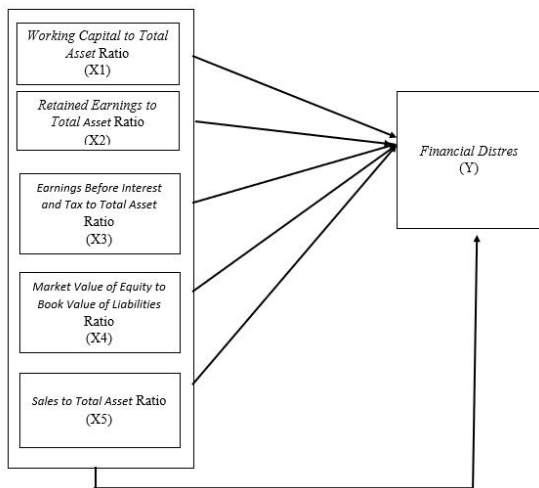 Working Capital to Total
Asset Ratio
(X1)
Retained Earnings to
Total Asset Ratio
(X2)
Earnings Before Interest
and Tax to Total Asset
Ratio
(X3)
Market Value of Equity to
Book Value of Liabilities
Ratio
(X4)
Sales to Total Asset Ratio
(X5)
Financial Distres
(Y)